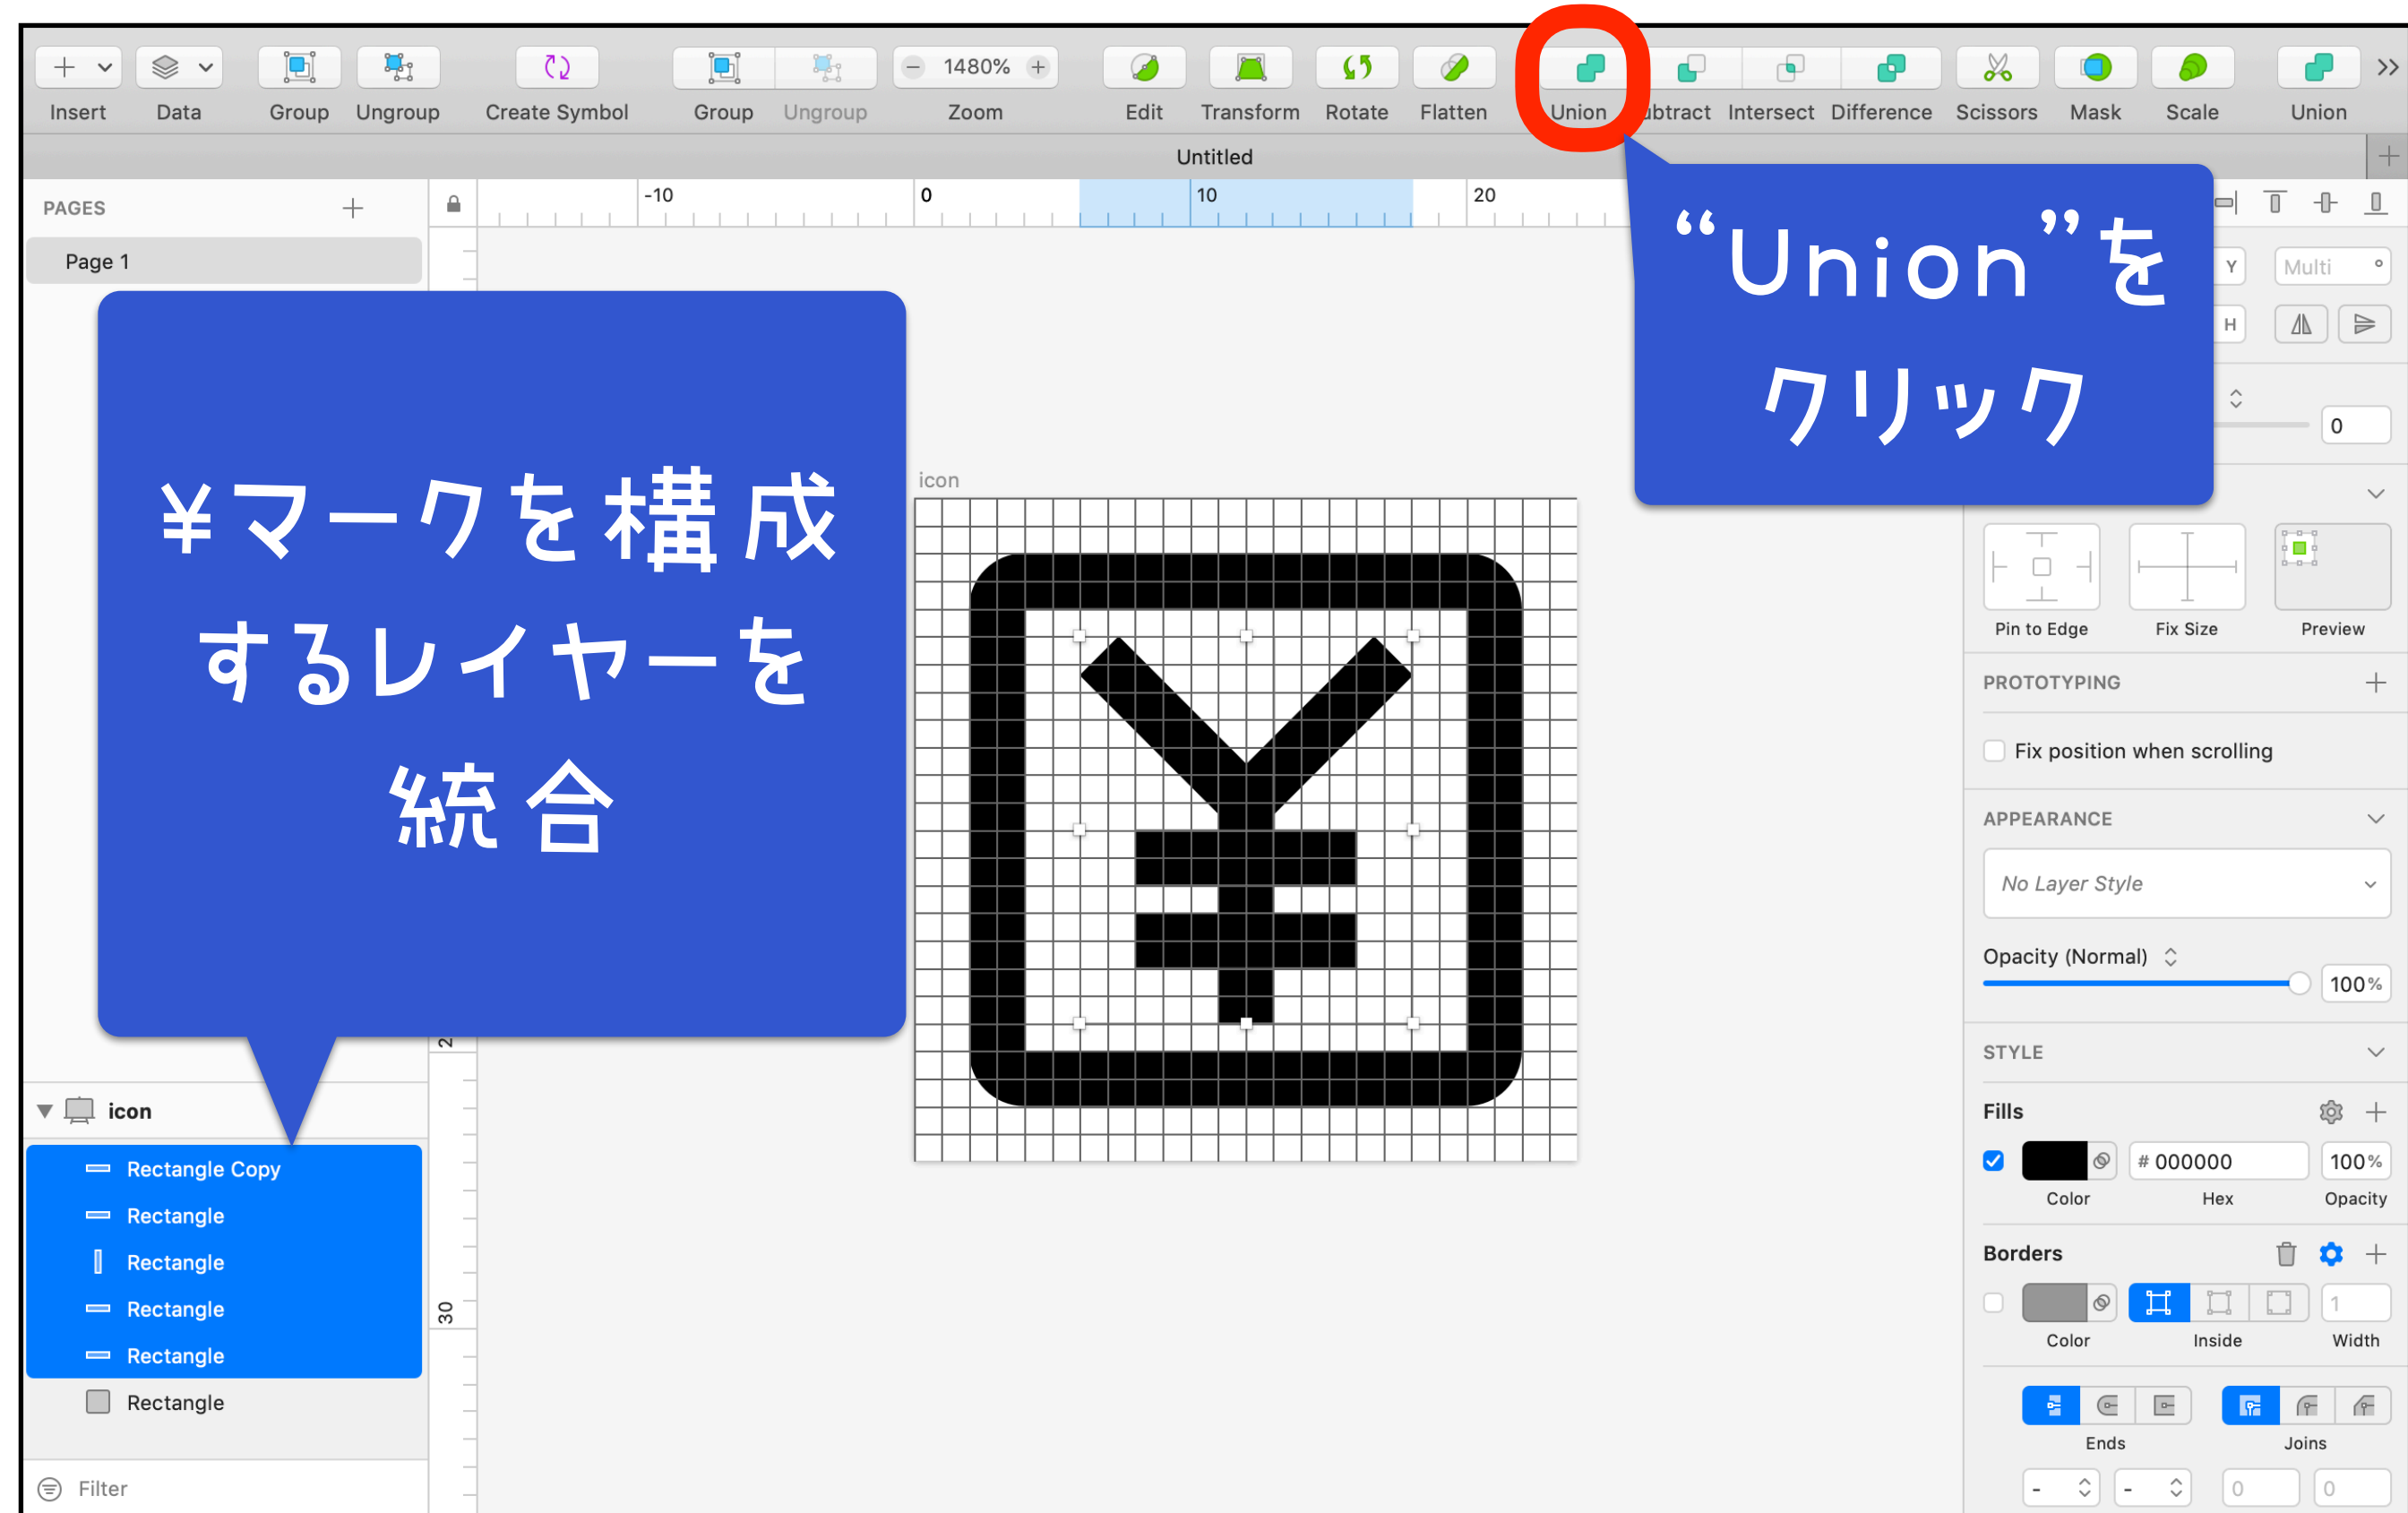 Insert
Data
Group
Ungroup
Create Symbol
Group
Ungroup
1480%
Zoom
Edit
Transform
Rotate
Flatten
Union
btract
Intersect
Difference
Scissors
Mask
Scale
Union
Untitled
PAGES
Page 1
-10
0
10
20
“Union”を
クリック
¥マークを構成
するレイヤーを
統合
icon
2
30
icon
Rectangle Copy
Rectangle
Rectangle
Rectangle
Rectangle
Rectangle
Filter
Y
Multi °
H
0
Pin to Edge
Fix Size
Preview
PROTOTYPING
Fix position when scrolling
APPEARANCE
No Layer Style
Opacity (Normal)
100%
STYLE
Fills
# 000000
100%
Color
Hex
Opacity
Borders
1
Color
Inside
Width
Ends
Joins
-
-
0
0